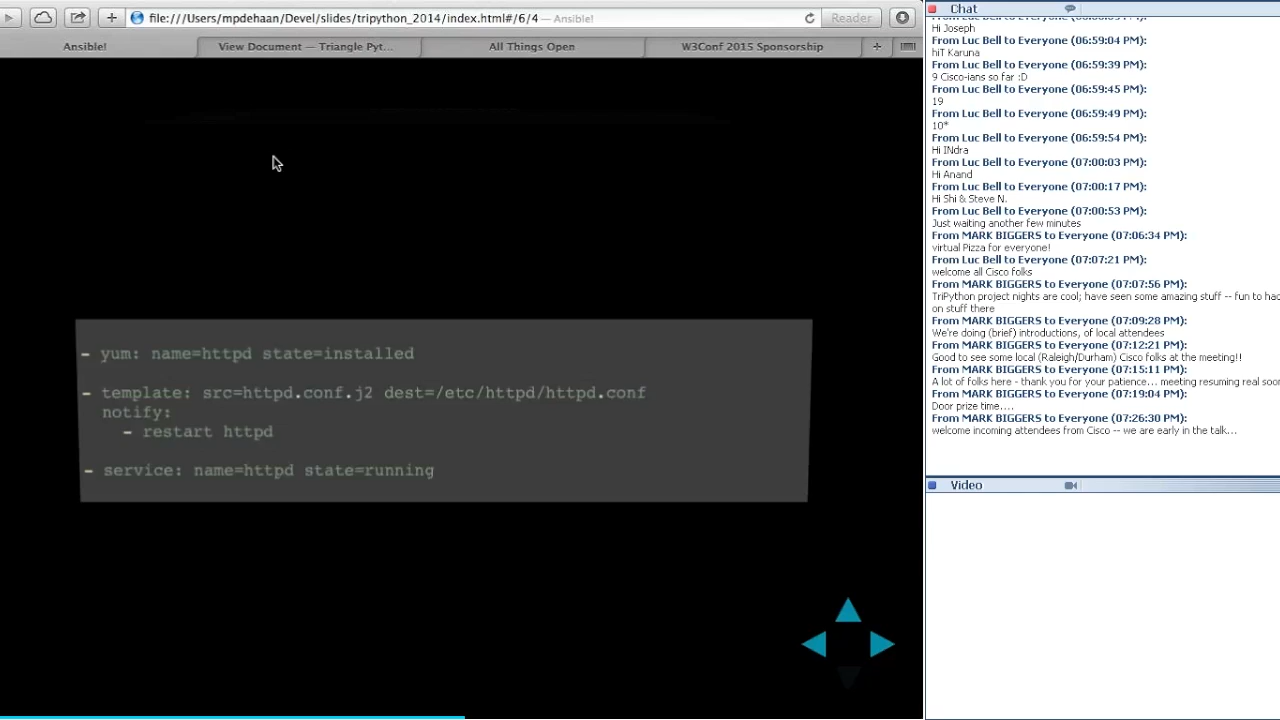 file:///Users/mpdehaan/Devel/slides/tripython_2014/index.html#/6/4 — Ansible!
Reader
Ansible!
View Document — Triangle Pyt...
All Things Open
W3Conf 2015 Sponsorship
- yum: name=httpd state=installed
- template: src=httpd.conf.j2 dest=/etc/httpd/httpd.conf
notify:
- restart httpd
- service: name=httpd state=running
Chat
Hi Joseph
From Luc Bell to Everyone (06:59:04 PM):
hiT Karuna
From Luc Bell to Everyone (06:59:39 PM):
9 Cisco-ians so far :D
From Luc Bell to Everyone (06:59:45 PM):
19
From Luc Bell to Everyone (06:59:49 PM):
10*
From Luc Bell to Everyone (06:59:54 PM):
Hi INdra
From Luc Bell to Everyone (07:00:03 PM):
Hi Anand
From Luc Bell to Everyone (07:00:17 PM):
Hi Shi & Steve N.
From Luc Bell to Everyone (07:00:53 PM):
Just waiting another few minutes
From MARK BIGGERS to Everyone (07:06:34 PM):
virtual Pizza for everyone!
From Luc Bell to Everyone (07:07:21 PM):
welcome all Cisco folks
From MARK BIGGERS to Everyone (07:07:56 PM):
TriPython project nights are cool; have seen some amazing stuff -- fun to ha
on stuff there
From MARK BIGGERS to Everyone (07:09:28 PM):
We're doing (brief) introductions, of local attendees
From MARK BIGGERS to Everyone (07:12:21 PM):
Good to see some local (Raleigh/Durham) Cisco folks at the meeting!!
From MARK BIGGERS to Everyone (07:15:11 PM):
A lot of folks here - thank you for your patience... meeting resuming real soo
From MARK BIGGERS to Everyone (07:19:04 PM):
Door prize time....
From MARK BIGGERS to Everyone (07:26:30 PM):
welcome incoming attendees from Cisco -- we are early in the talk...
Video